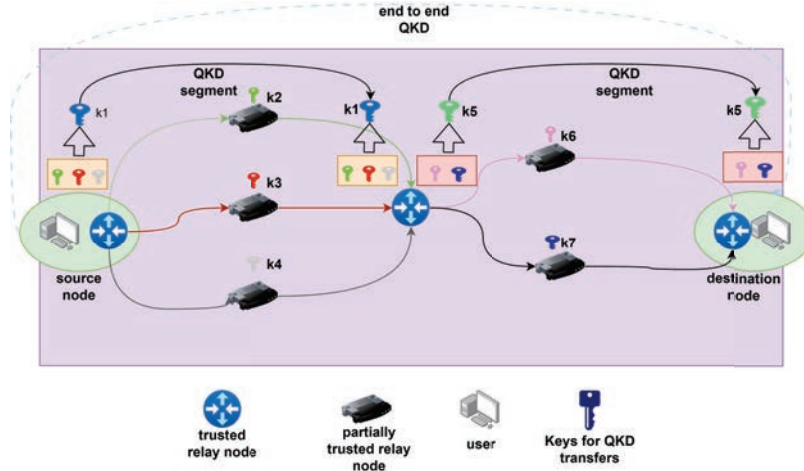 end to end
QKD
QKD
segment
QKD
segment
k1
k2
k1
k5
k5
k3
k6
k4
k7
source
node
destination
node
trusted
relay node
partially
trusted relay
node
user
Keys for QKD
transfers